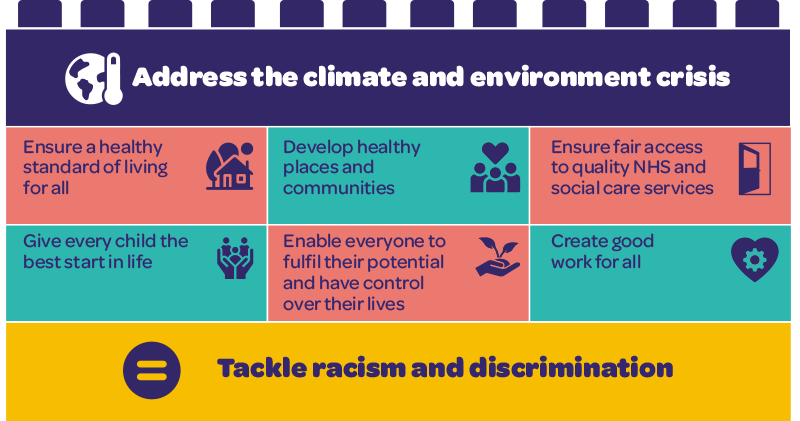 Address the climate and environment crisis
Ensure a healthy
standard of living
for all
Develop healthy
places and
communities
Ensure fair access
to quality NHS and
social care services
Give every child the
best start in life
Enable everyone to
fulfil their potential
and have control
over their lives
Create good
work for all
Tackle racism and discrimination